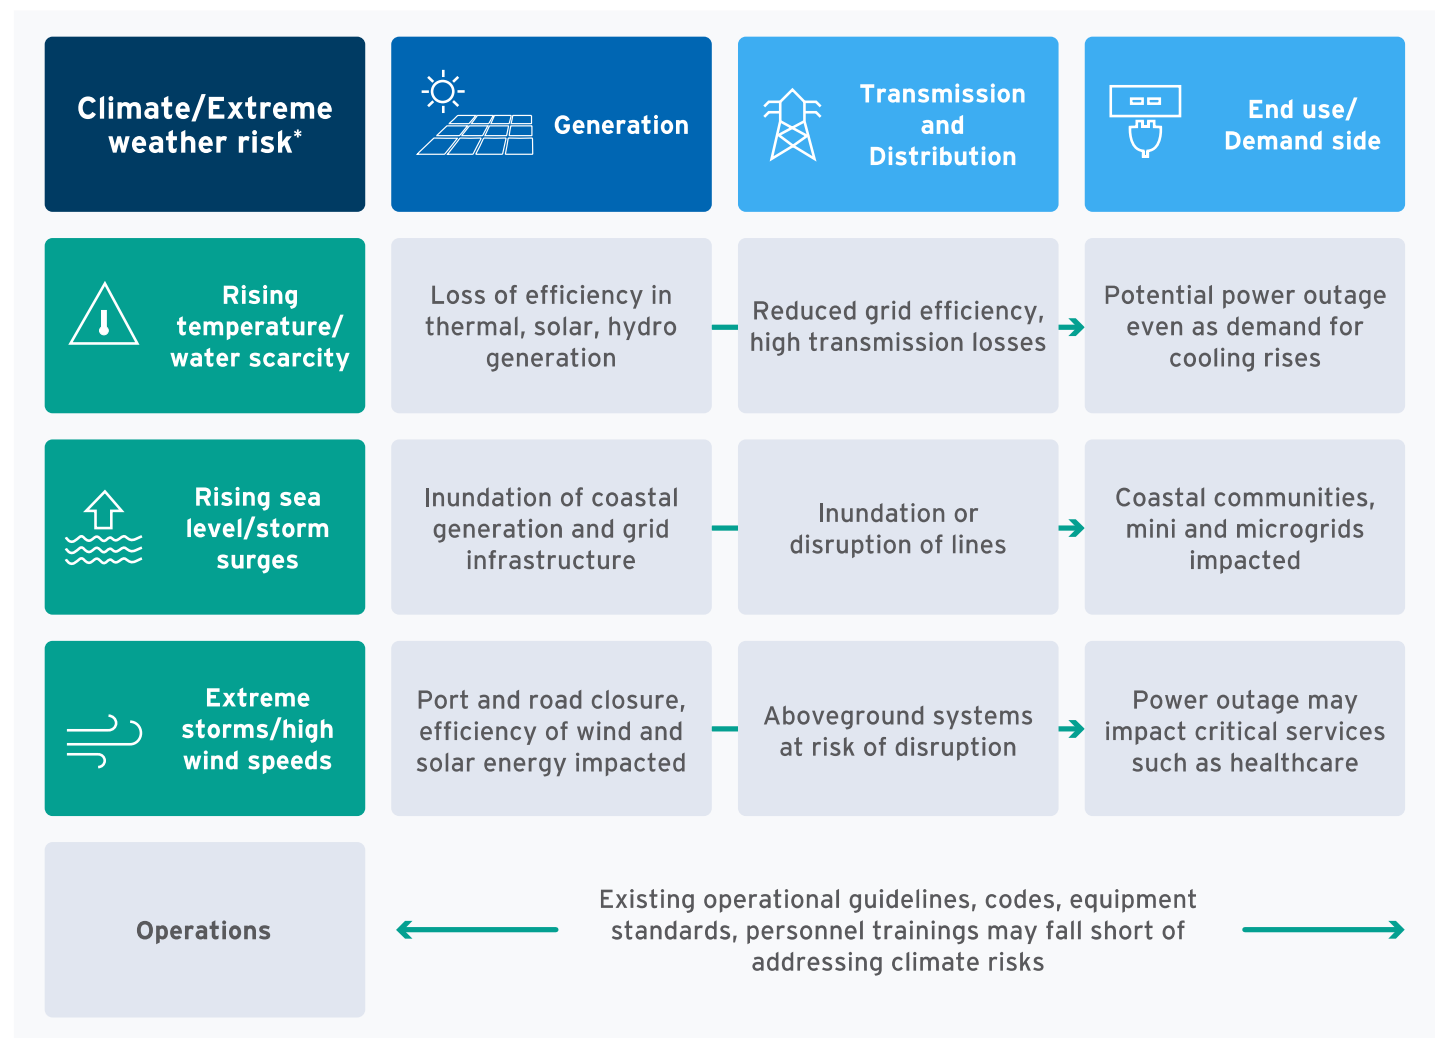 Climate/Extreme
weather risk*
Generation
Transmission
and
Distribution
End use/
Demand side
Rising
temperature/
water scarcity
Loss of efficiency in
thermal, solar, hydro
generation
Reduced grid efficiency,
high transmission losses
Potential power outage
even as demand for
cooling rises
Rising sea
level/storm
surges
Inundation of coastal
generation and grid
infrastructure
Inundation or
disruption of lines
Coastal communities,
mini and microgrids
impacted
Extreme
storms/high
wind speeds
Port and road closure,
efficiency of wind and
solar energy impacted
Aboveground systems
at risk of disruption
Power outage may
impact critical services
such as healthcare
Operations
Existing operational guidelines, codes, equipment
standards, personnel trainings may fall short of
addressing climate risks